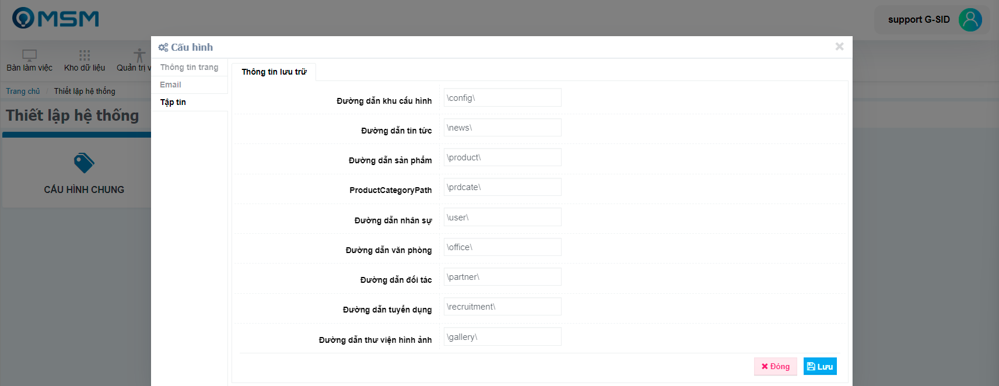 MSM
support G-SID
Bàn làm việc
Kho dữ liệu
Quản trị v
Trang chủ / Thiết lập hệ thống
Thiết lập hệ thống
CẤU HÌNH CHUNG
Cấu hình
Thông tin trang
Email
Tập tin
Thông tin lưu trữ
Đường dẫn khu cấu hình \config\
Đường dẫn tin tức \news\
Đường dẫn sản phẩm \product\
ProductCategoryPath \prdcate\
Đường dẫn nhân sự \user\
Đường dẫn văn phòng \office\
Đường dẫn đối tác \partner\
Đường dẫn tuyển dụng \recruitment\
Đường dẫn thư viện hình ảnh \gallery\
Đóng
Lưu